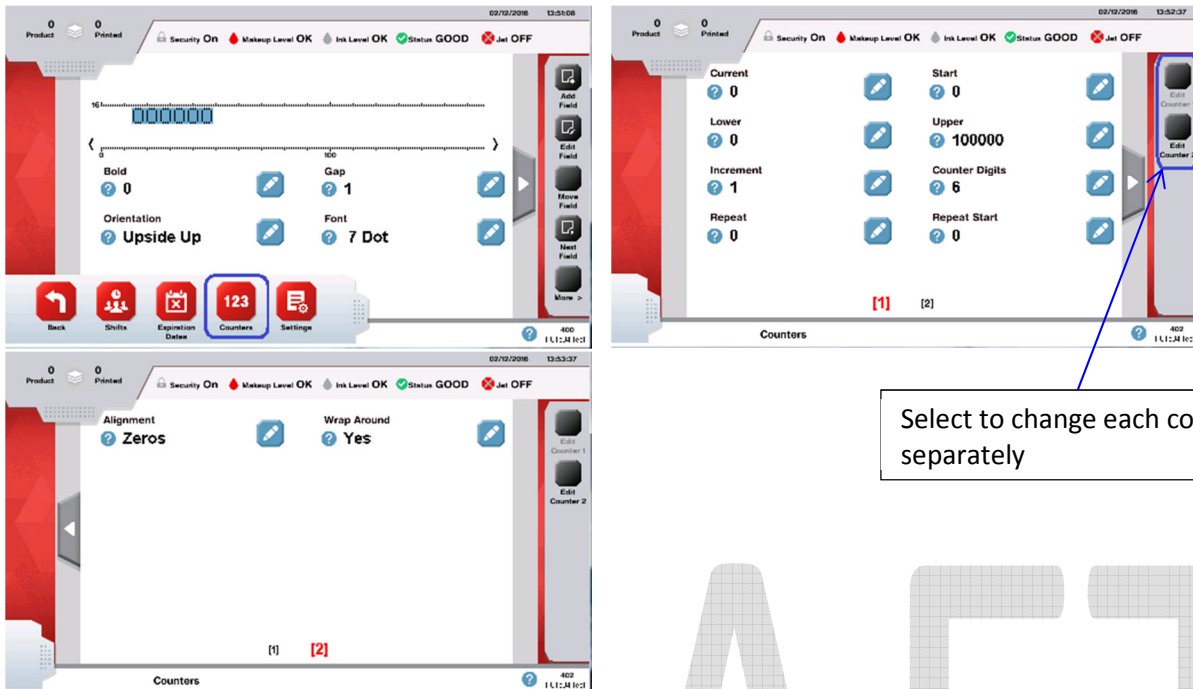 02/12/2016 13:51:08
0 0
Product Printed Security On Makeup Level OK Ink Level OK Status GOOD Jet OFF
16
000000
0 100
Bold Gap
0 1
Orientation Font
Upside Up 7 Dot
Add Field
Edit Field
Move Field
Next Field
More >
123
Back Shifts Expiration Dates Counters Settings
400
02/12/2016 13:52:37
0 0
Product Printed Security On Makeup Level OK Ink Level OK Status GOOD Jet OFF
Current Start
0 0
Lower Upper
0 100000
Increment Counter Digits
1 6
Repeat Repeat Start
0 0
[1] [2]
Edit
Counter
Edit
Counter 2
Counters
402
02/12/2016 13:53:37
0 0
Product Printed Security On Makeup Level OK Ink Level OK Status GOOD Jet OFF
Alignment Wrap Around
Zeros Yes
Edit
Counter 1
Edit
Counter 2
[1] [2]
Counters
402
Select to change each co
separately